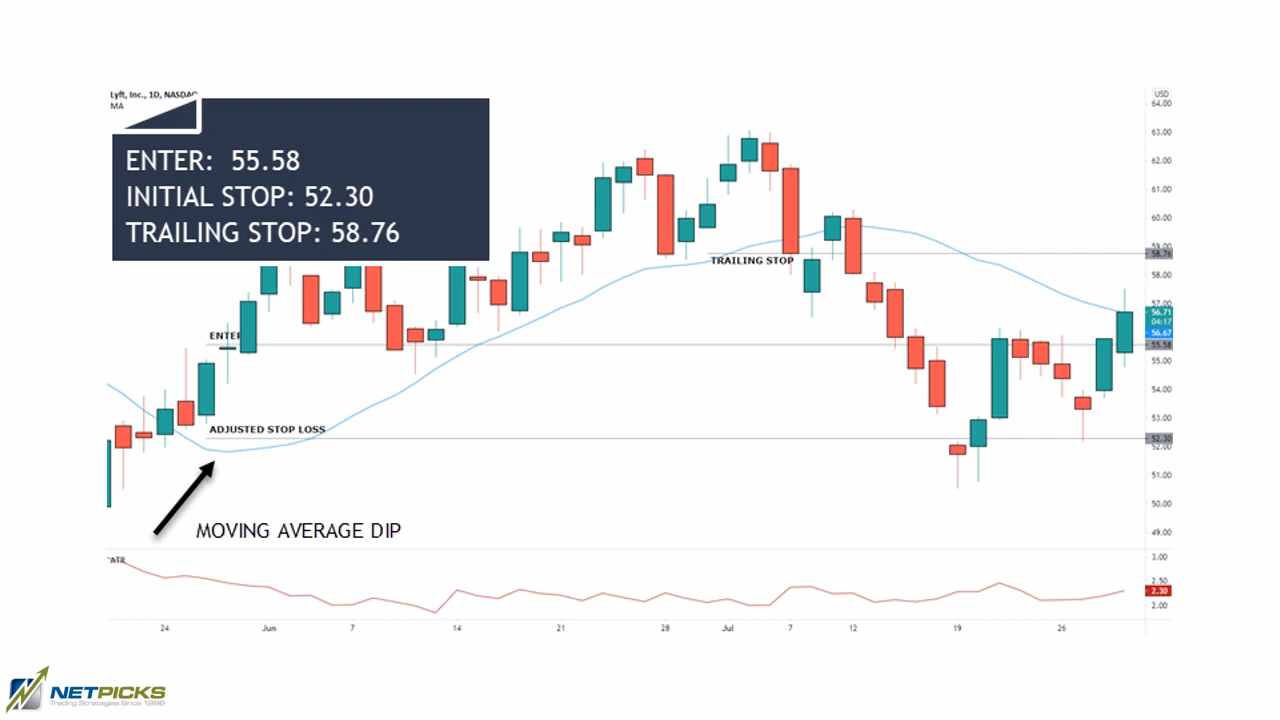 Lyft, Inc., 1D, NASDAQ
MA
ENTER: 55.58
INITIAL STOP: 52.30
TRAILING STOP: 58.76
USD
64.00
63.00
62.00
61.00
60.00
59.00
58.76
58.00
57.00
56.71
04:17
56.67
55.58
55.00
54.00
53.00
52.30
52.00
51.00
50.00
49.00
TRAILING STOP
ENTER
ADJUSTED STOP LOSS
MOVING AVERAGE DIP
ATR
3.00
2.50
2.30
2.00
24 Jun 7 14 21 28 Jul 7 12 19 26
NETPICKS
Trading Strategies Since 1996